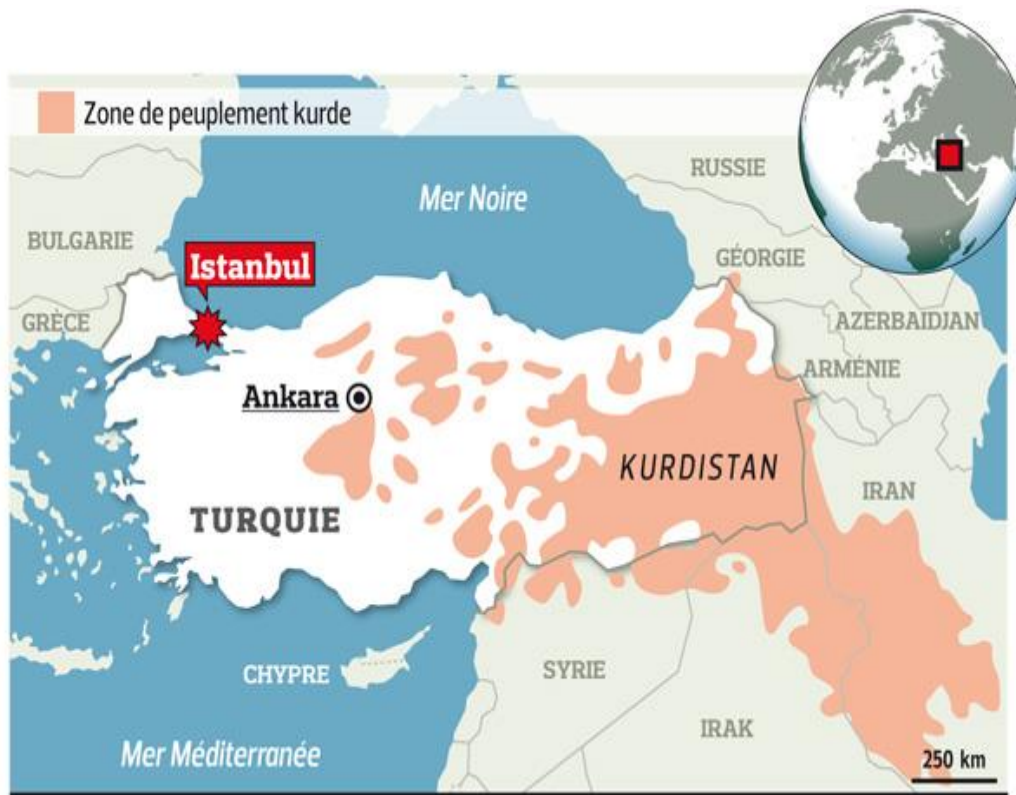 Zone de peuplement kurde
RUSSIE
Mer Noire
BULGARIE
GÉORGIE
Istanbul
GRÈCE
AZERBAIDJAN
ARMÉNIE
Ankara
KURDISTAN
IRAN
TURQUIE
CHYPRE
SYRIE
IRAK
Mer Méditerranée
250 km